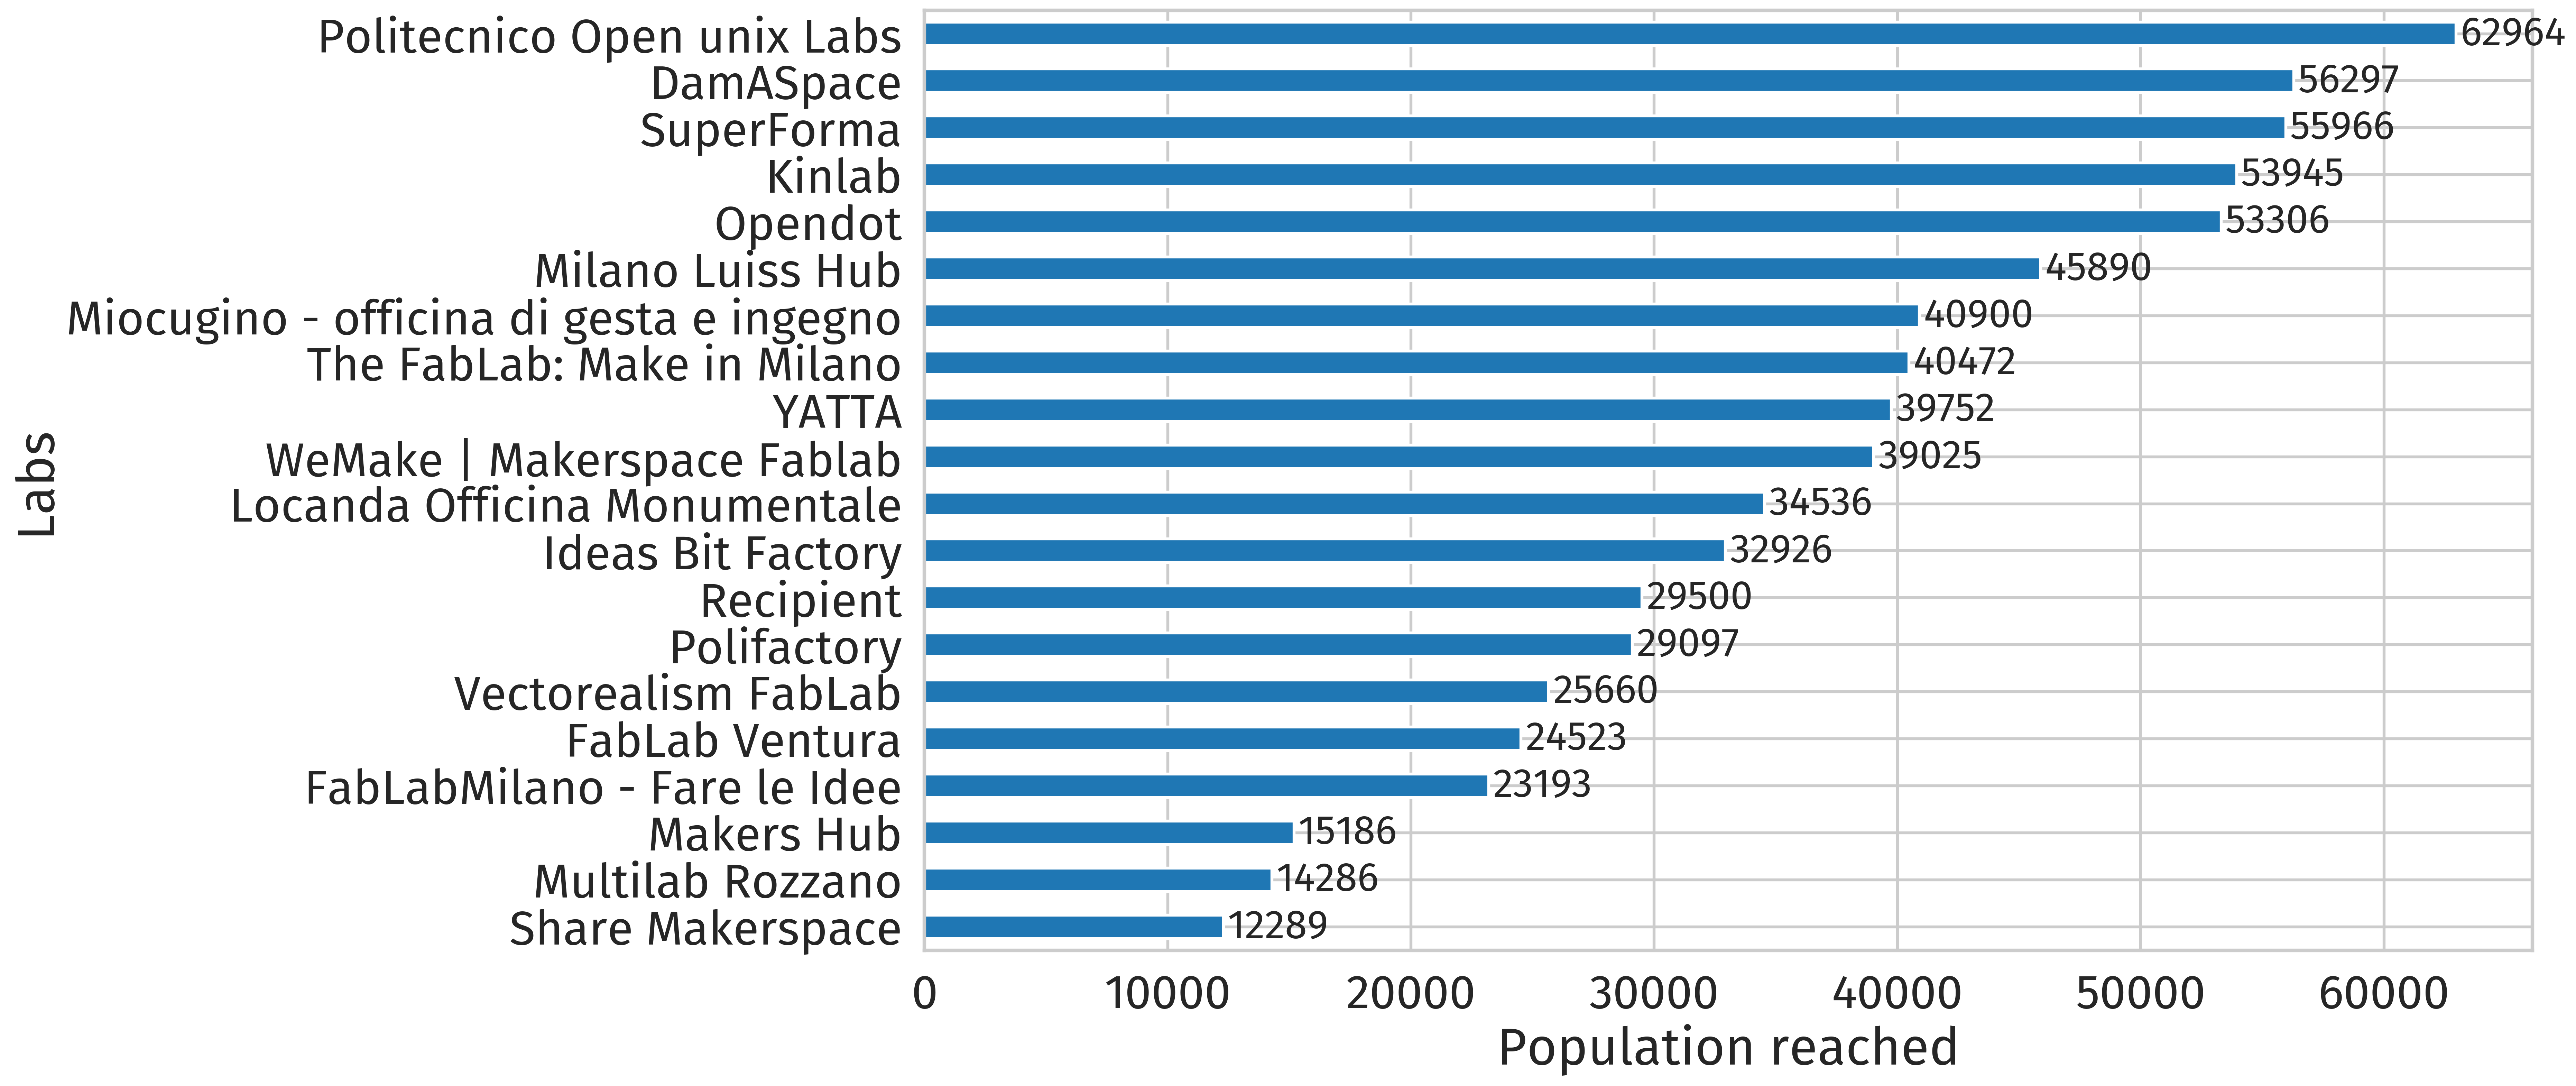 Politecnico Open unix Labs 62964
DamASpace 56297
SuperForma 55966
Kinlab 53945
Opendot 53306
Milano Luiss Hub 45890
Miocugino - officina di gesta e ingegno 40900
The FabLab: Make in Milano 40472
YATTA 39752
WeMake | Makerspace Fablab 39025
Locanda Officina Monumentale 34536
Ideas Bit Factory 32926
Recipient 29500
Polifactory 29097
Vectorealism FabLab 25660
FabLab Ventura 24523
FabLabMilano - Fare le Idee 23193
Makers Hub 15186
Multilab Rozzano 14286
Share Makerspace 12289
Labs
0 10000 20000 30000 40000 50000 60000
Population reached